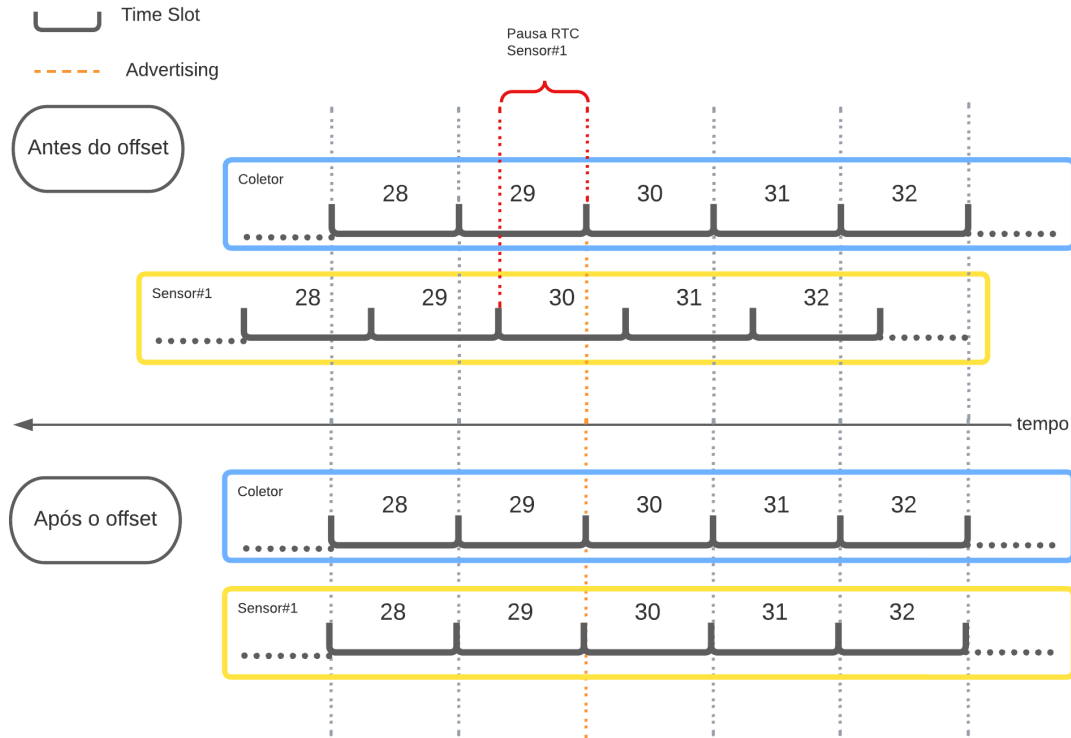 Time Slot
Advertising
Pausa RTC
Sensor#1
Antes do offset
Coletor
28 29 30 31 32
Sensor#1
28 29 30 31 32
tempo
Após o offset
Coletor
28 29 30 31 32
Sensor#1
28 29 30 31 32